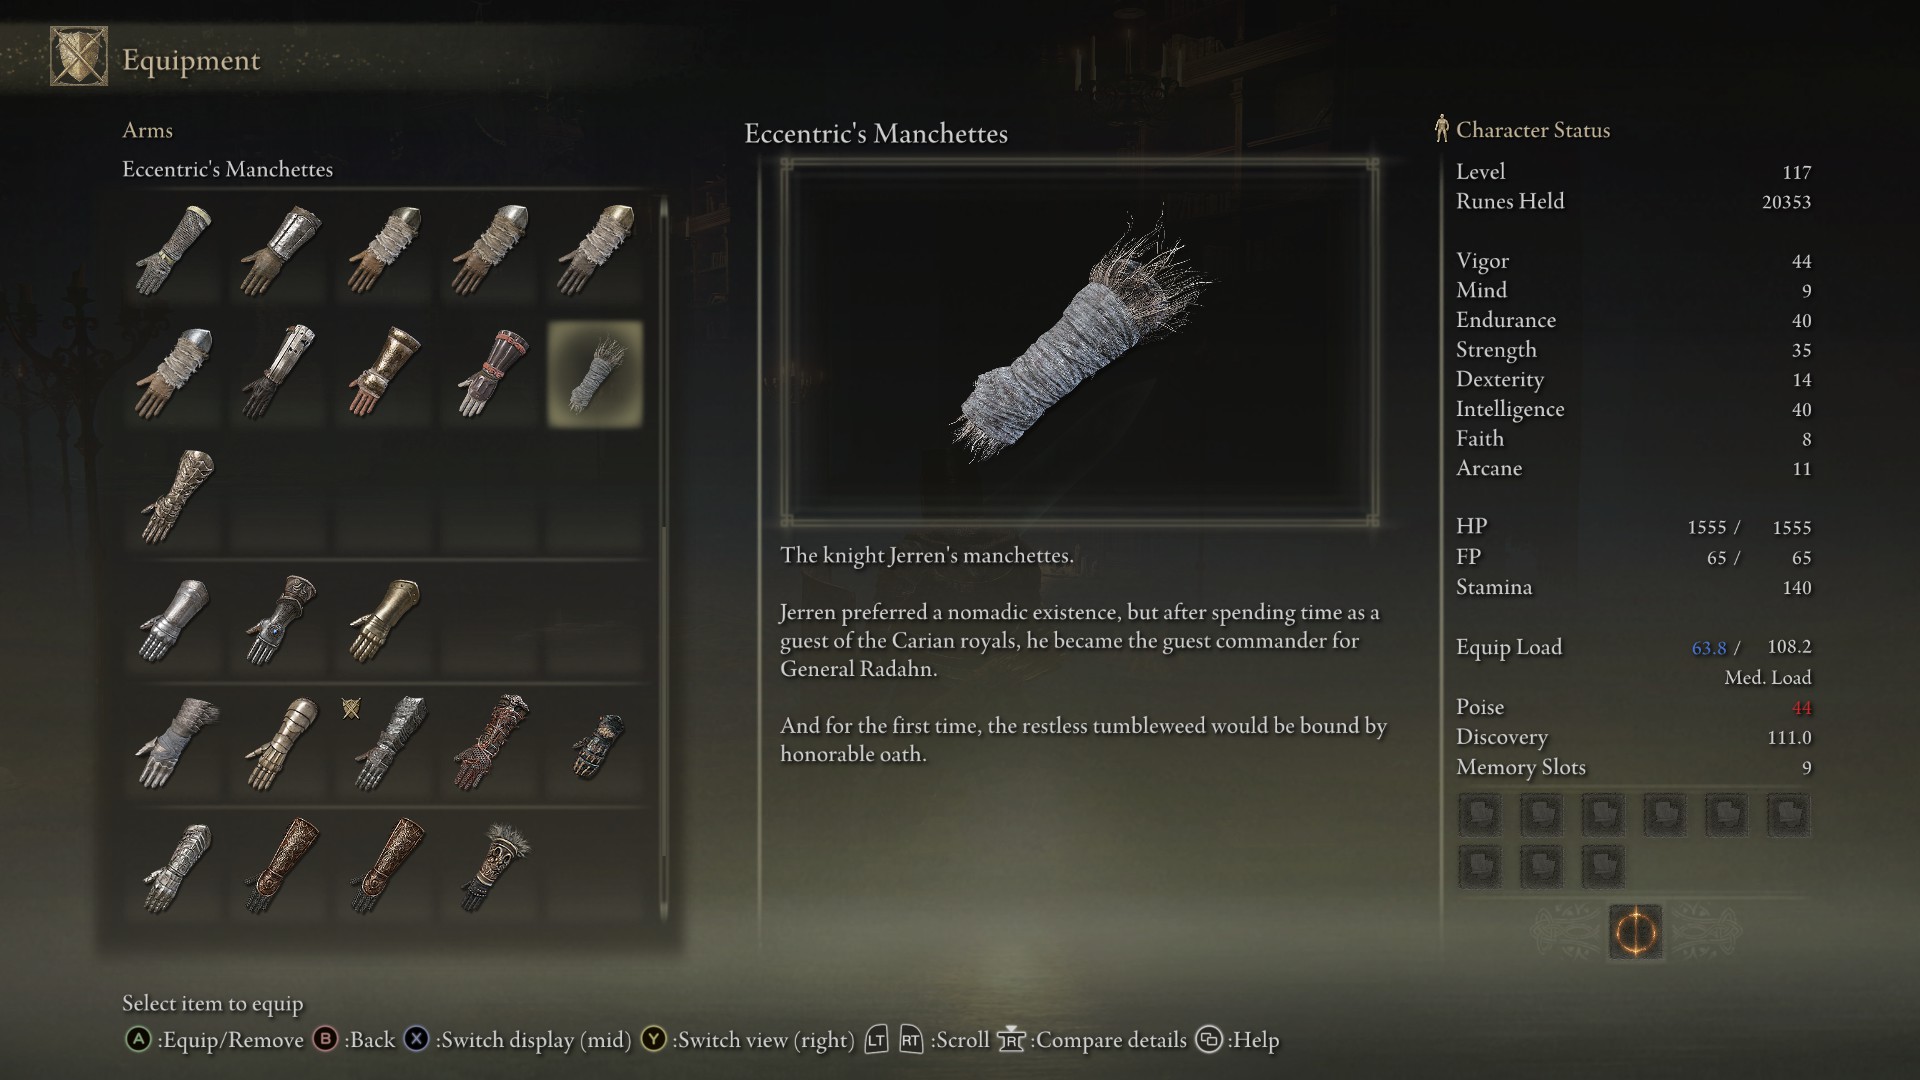 Equipment
Arms
Eccentric's Manchettes
Eccentric's Manchettes
The knight Jerren's manchettes.
Jerren preferred a nomadic existence, but after spending time as a
guest of the Carian royals, he became the guest commander for
General Radahn.
And for the first time, the restless tumbleweed would be bound by
honorable oath.
Character Status
Level 117
Runes Held 20353
Vigor 44
Mind 9
Endurance 40
Strength 35
Dexterity 14
Intelligence 40
Faith 8
Arcane 11
HP 1555 / 1555
FP 65 / 65
Stamina 140
Equip Load 63.8 / 108.2
Med. Load
Poise 44
Discovery 111.0
Memory Slots 9
Select item to equip
A :Equip/Remove B :Back X :Switch display (mid) Y :Switch view (right) LT RT :Scroll R :Compare details :Help